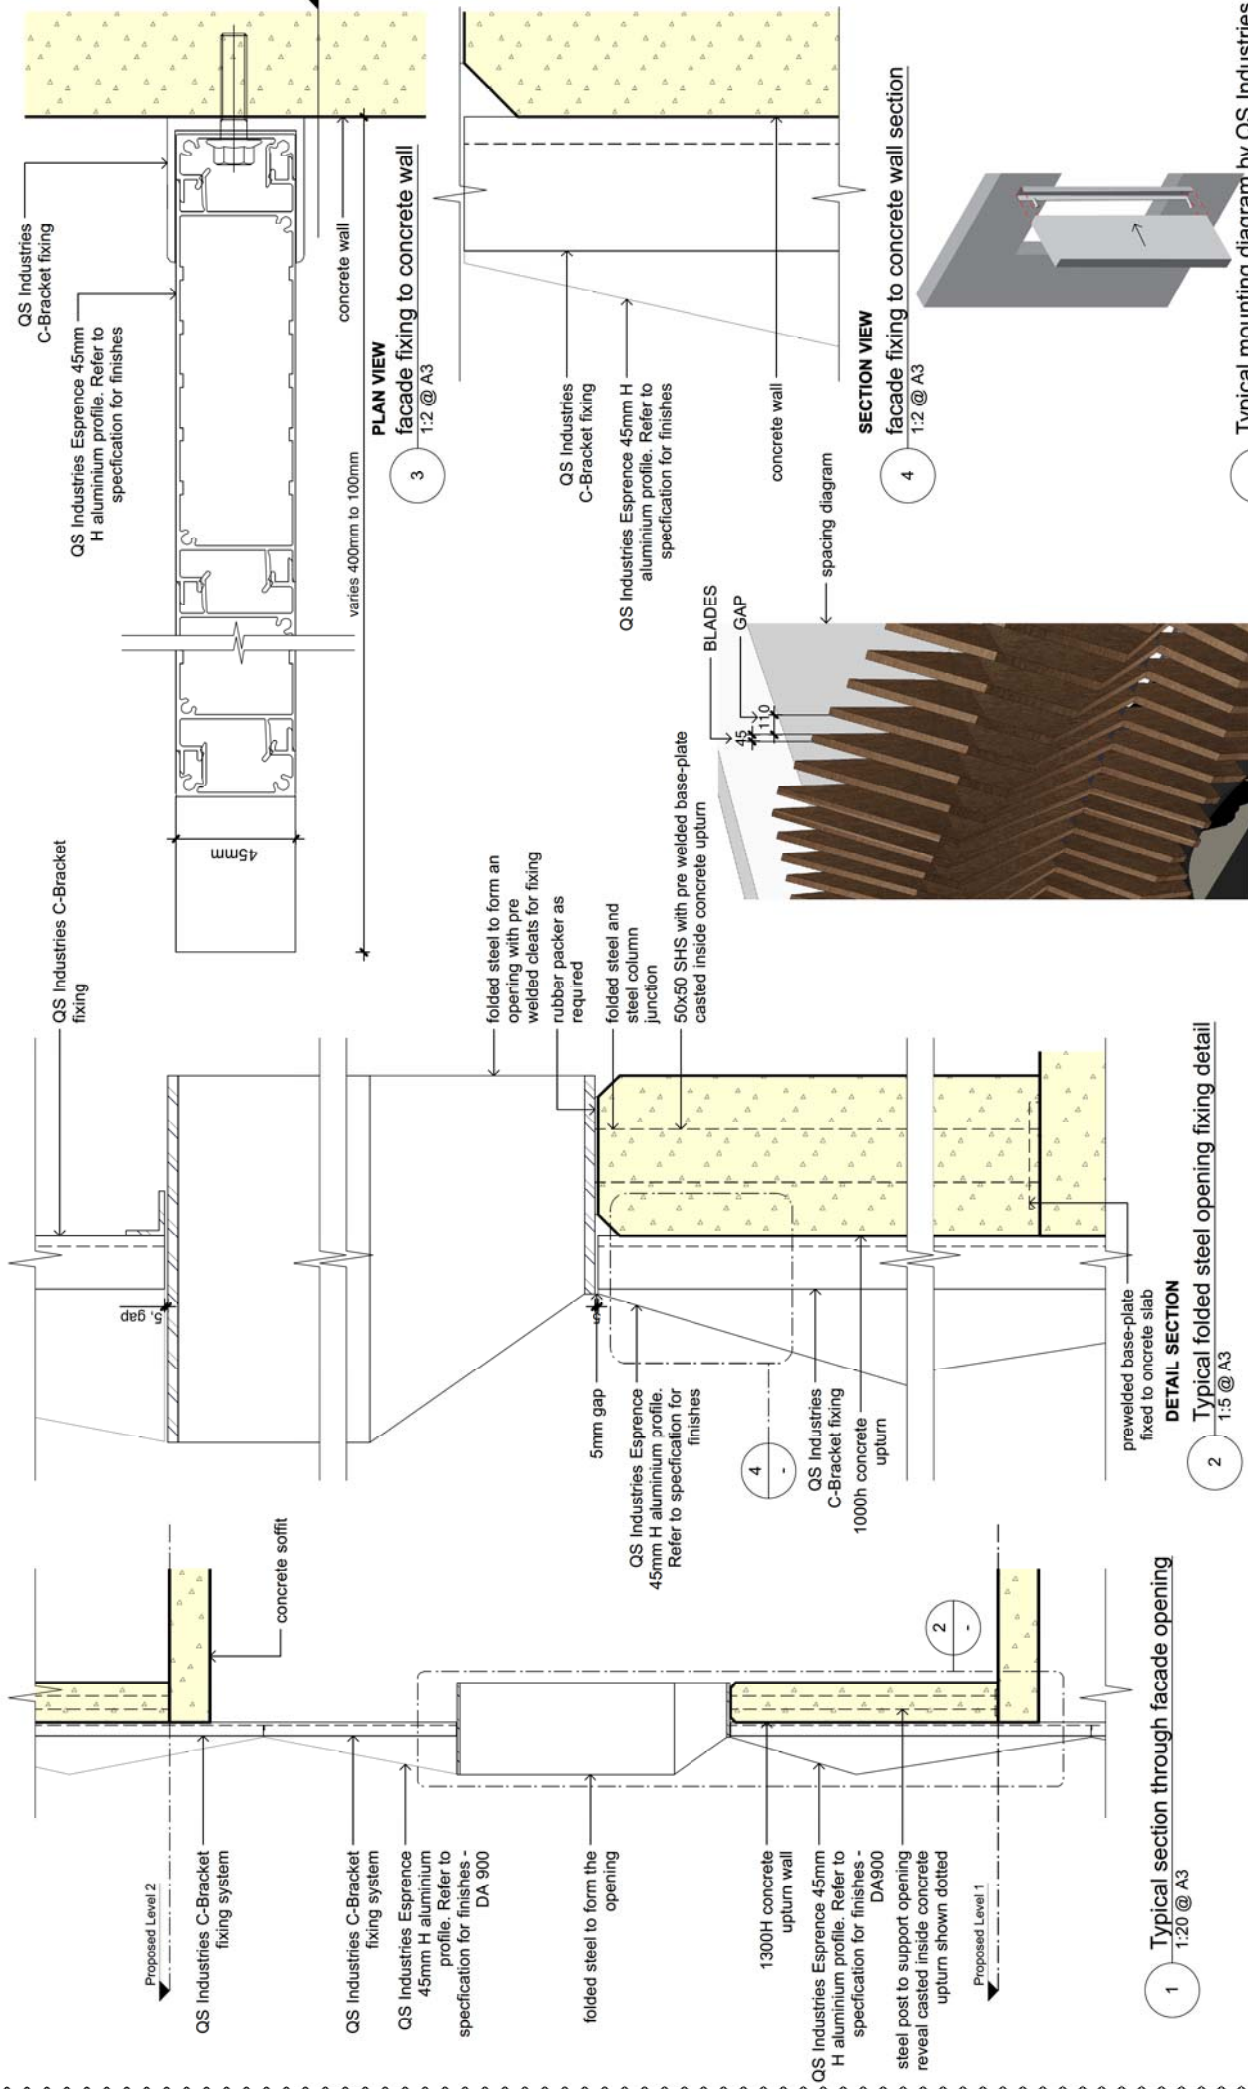 Proposed Level 2
QS Industries C-Bracket
fixing system
QS Industries C-Bracket
fixing system
QS Industries Esprence
45mm H aluminium
profile. Refer to
specfication for finishes -
DA 900
folded steel to form the
opening
1300H concrete
upturn wall
QS Industries Esprence 45mm
H aluminium profile. Refer to
specfication for finishes -
DA900
steel post to support opening
reveal casted inside concrete
upturn shown dotted
Proposed Level 1
concrete soffit
2
-
1
Typical section through facade opening
1:20 @ A3
QS Industries C-Bracket
fixing
5, gap
folded steel to form an
opening with pre
welded cleats for fixing
rubber packer as
required
folded steel and
steel column
junction
50x50 SHS with pre welded base-plate
casted inside concrete upturn
5
5mm gap
QS Industries Esprence
45mm H aluminium profile.
Refer to specfication for
finishes
4
-
QS Industries
C-Bracket fixing
1000h concrete
upturn
prewelded base-plate
fixed to oncrete slab
DETAIL SECTION
2
Typical folded steel opening fixing detail
1:5 @ A3
QS Industries
C-Bracket fixing
QS Industries Esprence 45mm
H aluminium profile. Refer to
specfication for finishes
45mm
concrete wall
varies 400mm to 100mm
PLAN VIEW
3
facade fixing to concrete wall
1:2 @ A3
QS Industries
C-Bracket fixing
QS Industries Esprence 45mm H
aluminium profile. Refer to
specfication for finishes
concrete wall
SECTION VIEW
4
facade fixing to concrete wall section
1:2 @ A3
BLADES
GAP
45
110
spacing diagram
Typical mounting diagram by QS Industries